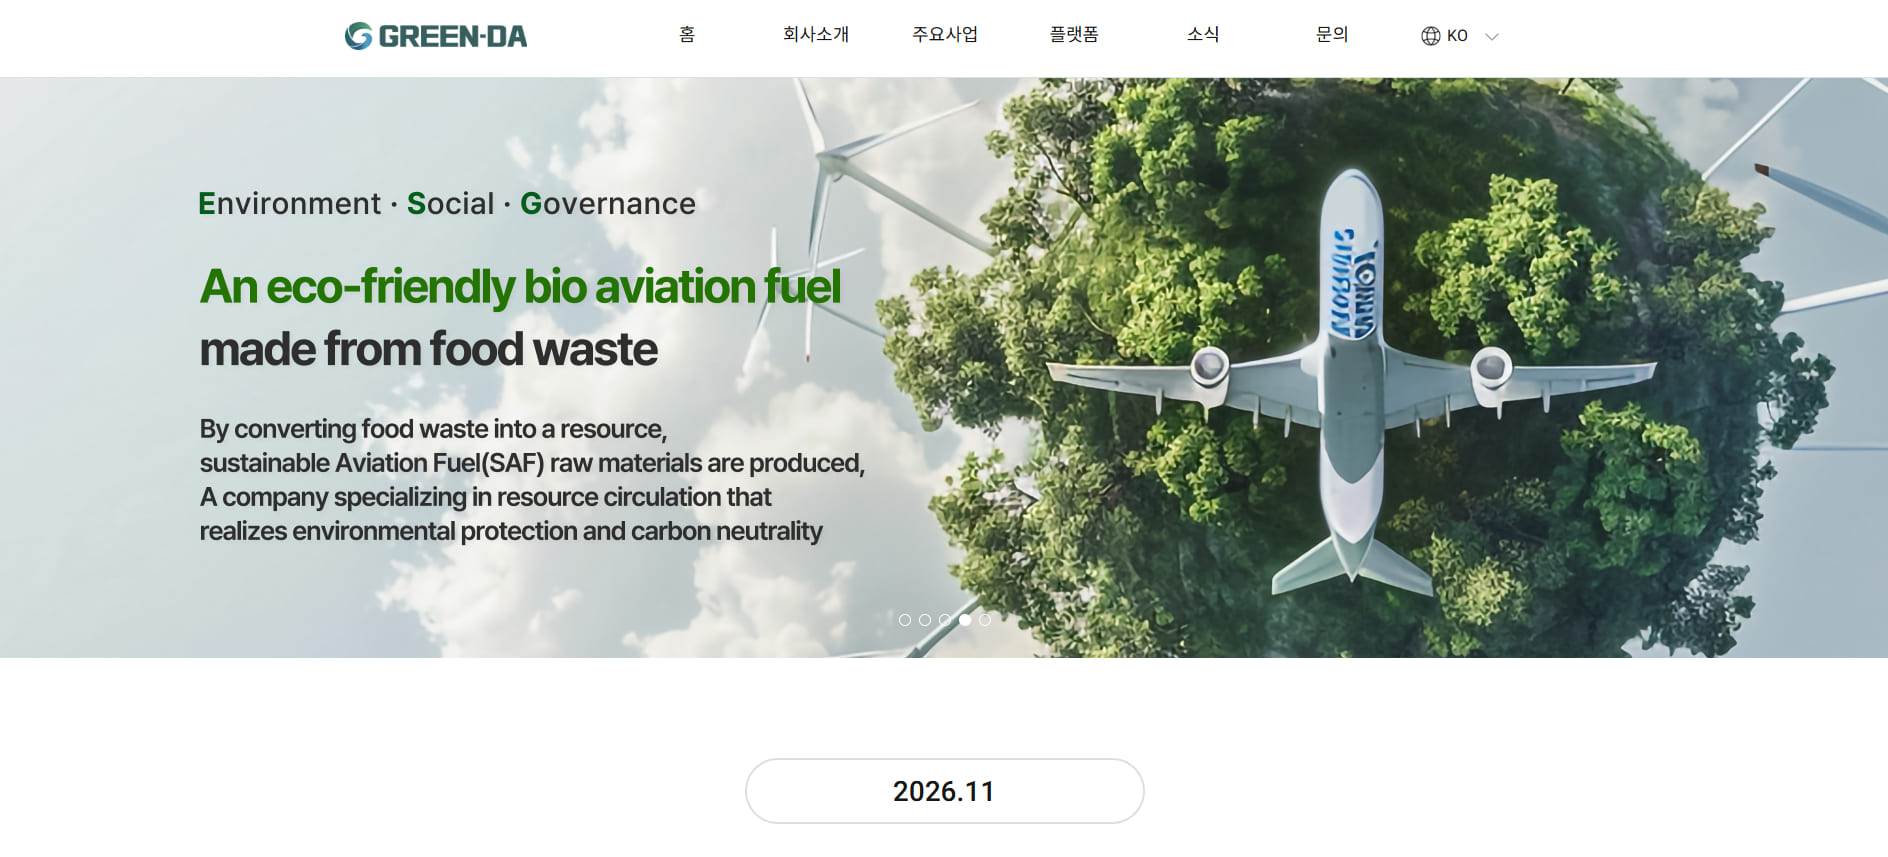 GREEN-DA
홈 회사소개 주요사업 플랫폼 소식 문의 KO
Environment · Social · Governance
An eco-friendly bio aviation fuel
made from food waste
By converting food waste into a resource,
sustainable Aviation Fuel(SAF) raw materials are produced,
A company specializing in resource circulation that
realizes environmental protection and carbon neutrality
2026.11